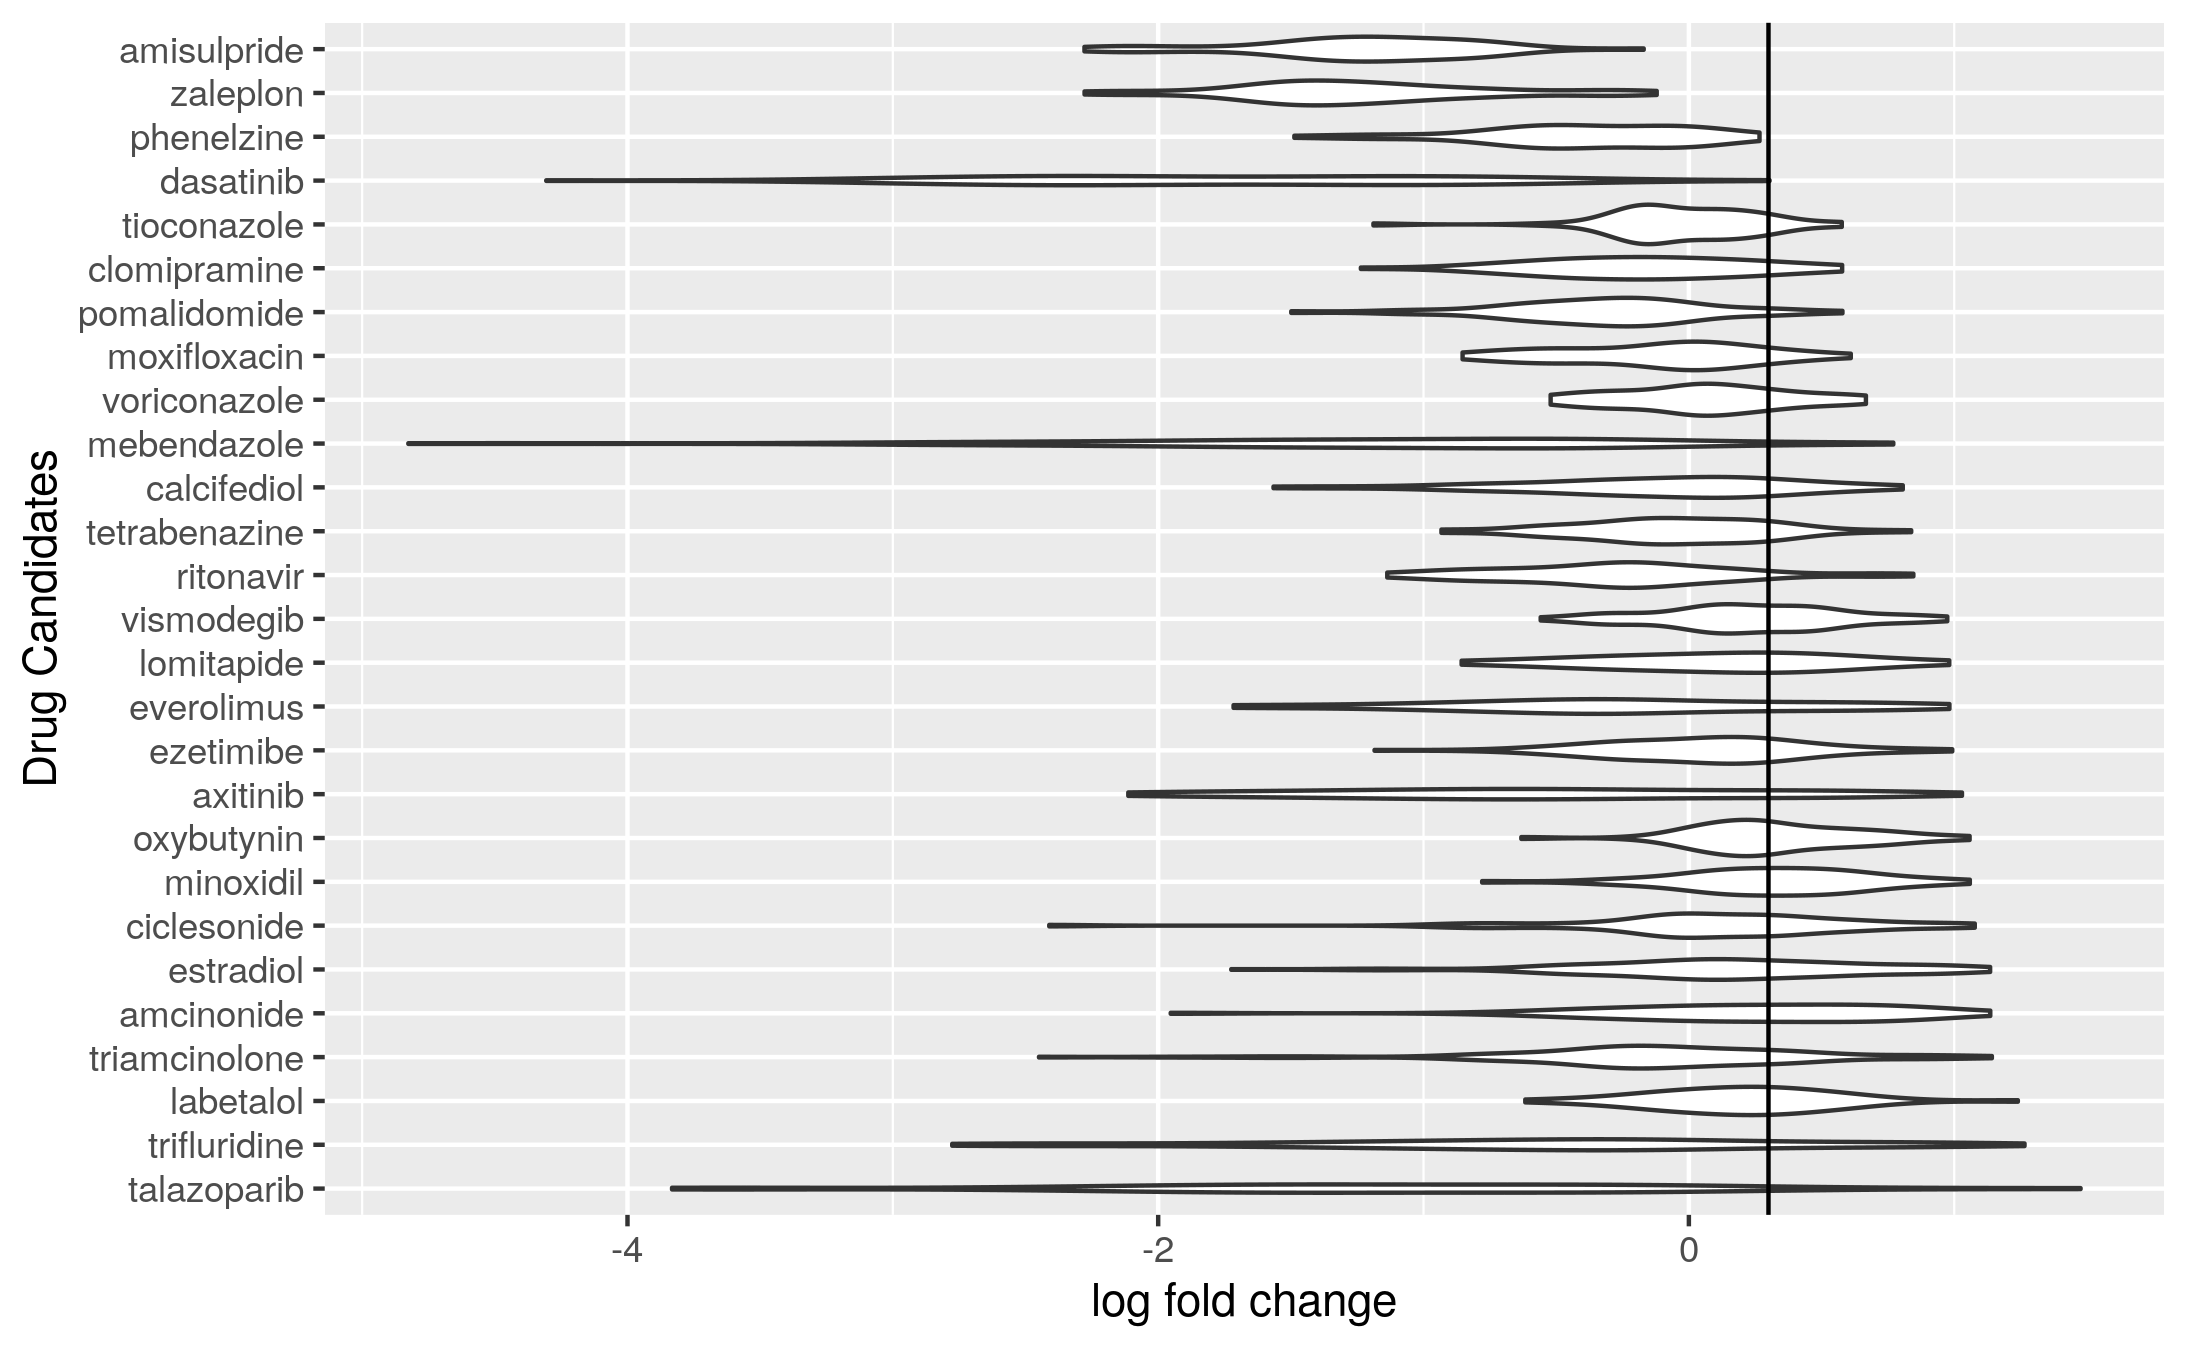 Drug Candidates
amisulpride
zaleplon
phenelzine
dasatinib
tioconazole
clomipramine
pomalidomide
moxifloxacin
voriconazole
mebendazole
calcifediol
tetrabenazine
ritonavir
vismodegib
lomitapide
everolimus
ezetimibe
axitinib
oxybutynin
minoxidil
ciclesonide
estradiol
amcinonide
triamcinolone
labetalol
trifluridine
talazoparib
-4 -2 0
log fold change